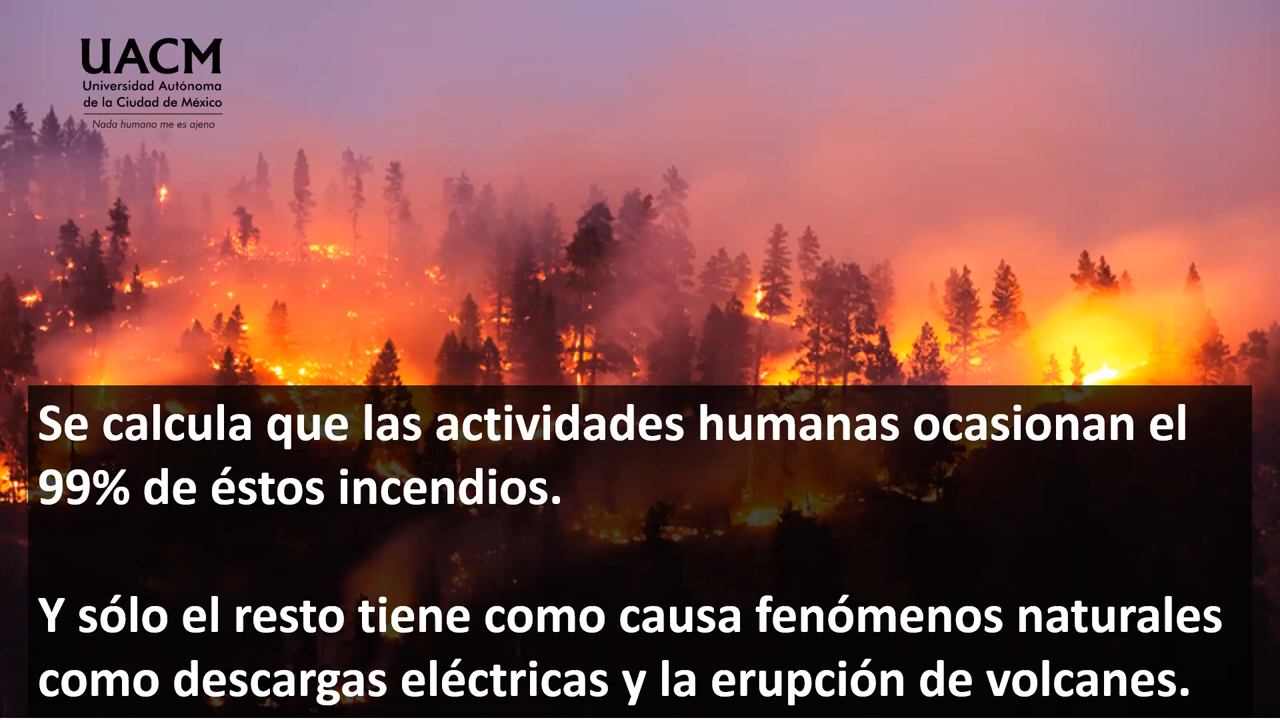 UACM
Universidad Autónoma
de la Ciudad de México
Nada humano me es ajeno
Se calcula que las actividades humanas ocasionan el
99% de éstos incendios.
Y sólo el resto tiene como causa fenómenos naturales
como descargas eléctricas y la erupción de volcanes.